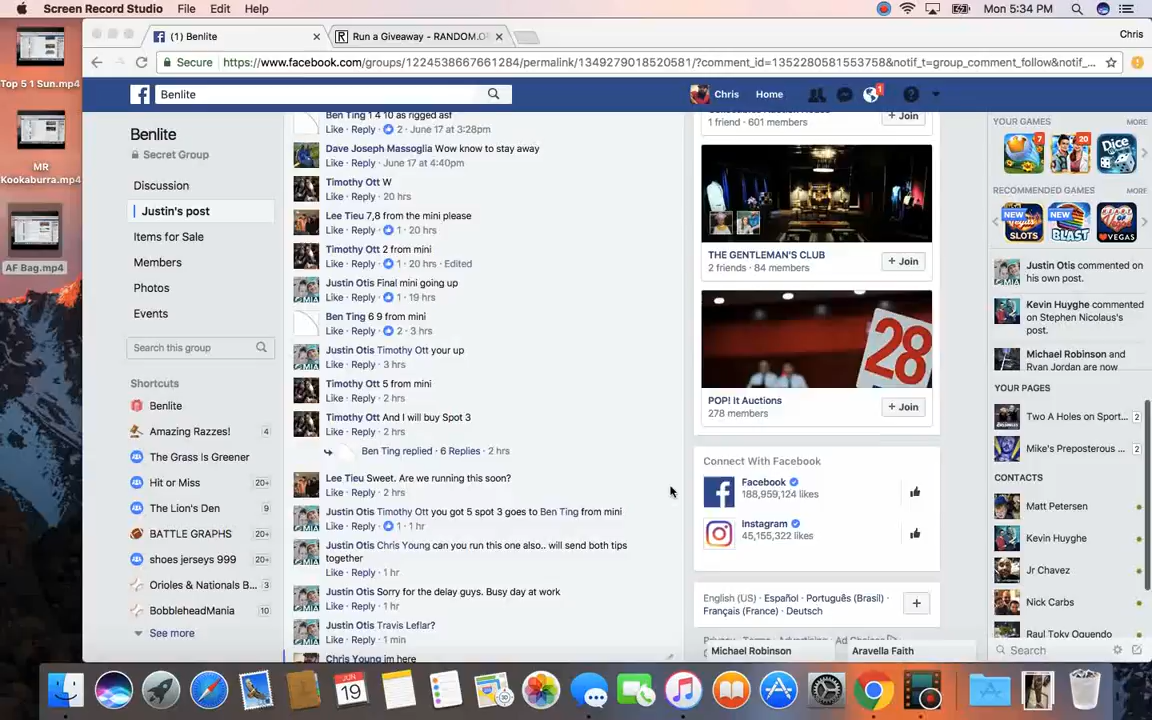 Screen Record Studio File Edit Help
Mon 5:34 PM
Top 5 1 Sun.mp4
MR
Kookaburra.mp4
AF Bag.mp4
(1) Benlite
Run a Giveaway - RANDOM.O
Chris
Secure https://www.facebook.com/groups/1224538667661284/permalink/1349279018520581/?comment_id=1352280581553758&notif_t=group_comment_follow&notif_...
Benlite
Chris Home
1
Benlite
Secret Group
Discussion
Justin's post
Items for Sale
Members
Photos
Events
Search this group
Shortcuts
Benlite
Amazing Razzes! 4
The Grass Is Greener
Hit or Miss 20+
The Lion's Den 9
BATTLE GRAPHS 20+
shoes jerseys 999 20+
Orioles & Nationals B... 3
BobbleheadMania 10
See more
Ben Ting 1 4 10 as rigged asf
Like · Reply · 2 · June 17 at 3:28pm
Dave Joseph Massoglia Wow know to stay away
Like · Reply · June 17 at 4:40pm
Timothy Ott W
Like · Reply · 20 hrs
Lee Tieu 7,8 from the mini please
Like · Reply · 1 · 20 hrs
Timothy Ott 2 from mini
Like · Reply · 1 · 20 hrs · Edited
Justin Otis Final mini going up
Like · Reply · 1 · 19 hrs
Ben Ting 6 9 from mini
Like · Reply · 2 · 3 hrs
Justin Otis Timothy Ott your up
Like · Reply · 3 hrs
Timothy Ott 5 from mini
Like · Reply · 2 hrs
Timothy Ott And I will buy Spot 3
Like · Reply · 2 hrs
Ben Ting replied · 6 Replies · 2 hrs
Lee Tieu Sweet. Are we running this soon?
Like · Reply · 2 hrs
Justin Otis Timothy Ott you got 5 spot 3 goes to Ben Ting from mini
Like · Reply · 1 · 1 hr
Justin Otis Chris Young can you run this one also.. will send both tips
together
Like · Reply · 1 hr
Justin Otis Sorry for the delay guys. Busy day at work
Like · Reply · 1 hr
Justin Otis Travis Leflar?
Like · Reply · 1 min
Chris Young im here
1 friend · 601 members
+ Join
THE GENTLEMAN'S CLUB
2 friends · 84 members
+ Join
28
POP! It Auctions
278 members
+ Join
Connect With Facebook
Facebook
188,959,124 likes
Instagram
45,155,322 likes
English (US) · Español · Português (Brasil) ·
Français (France) · Deutsch
Privacy · Terms · Advertising · Ad Choices
Michael Robinson
Aravella Faith
YOUR GAMES MORE
7
20
Dice
RECOMMENDED GAMES MORE
NEW
SLOTS
NEW
BLAST
HEART OF VEGAS
Justin Otis commented on
his own post.
Kevin Huyghe commented
on Stephen Nicolaus's
post.
Michael Robinson and
Ryan Jordan are now
YOUR PAGES
Two A Holes on Sport... 2
Mike's Preposterous ... 2
CONTACTS
Matt Petersen
Kevin Huyghe
Jr Chavez
Nick Carbs
Raul Toky Oquendo
Search
JUN
19